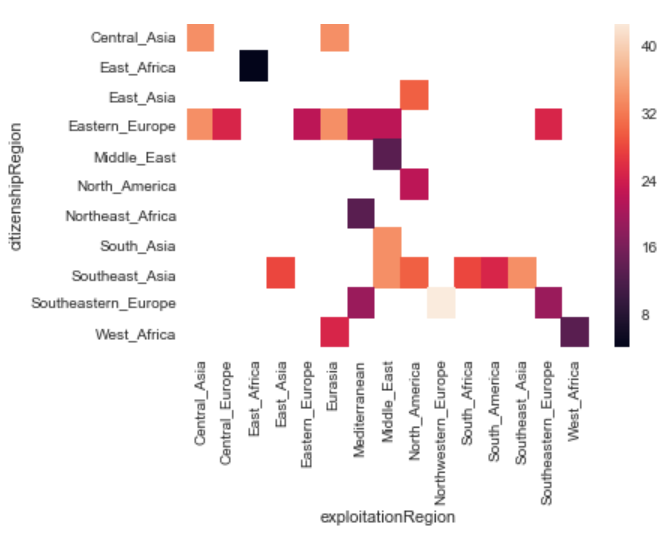 Central_Asia
East_Africa
East_Asia
Eastern_Europe
Middle_East
North_America
Northeast_Africa
South_Asia
Southeast_Asia
Southeastern_Europe
West_Africa
citizenshipRegion
40
32
24
16
8
Central_Asia
Central_Europe
East_Africa
East_Asia
Eastern_Europe
Eurasia
Mediterranean
Middle_East
North_America
Northwestern_Europe
South_Africa
South_America
Southeast_Asia
Southeastern_Europe
West_Africa
exploitationRegion